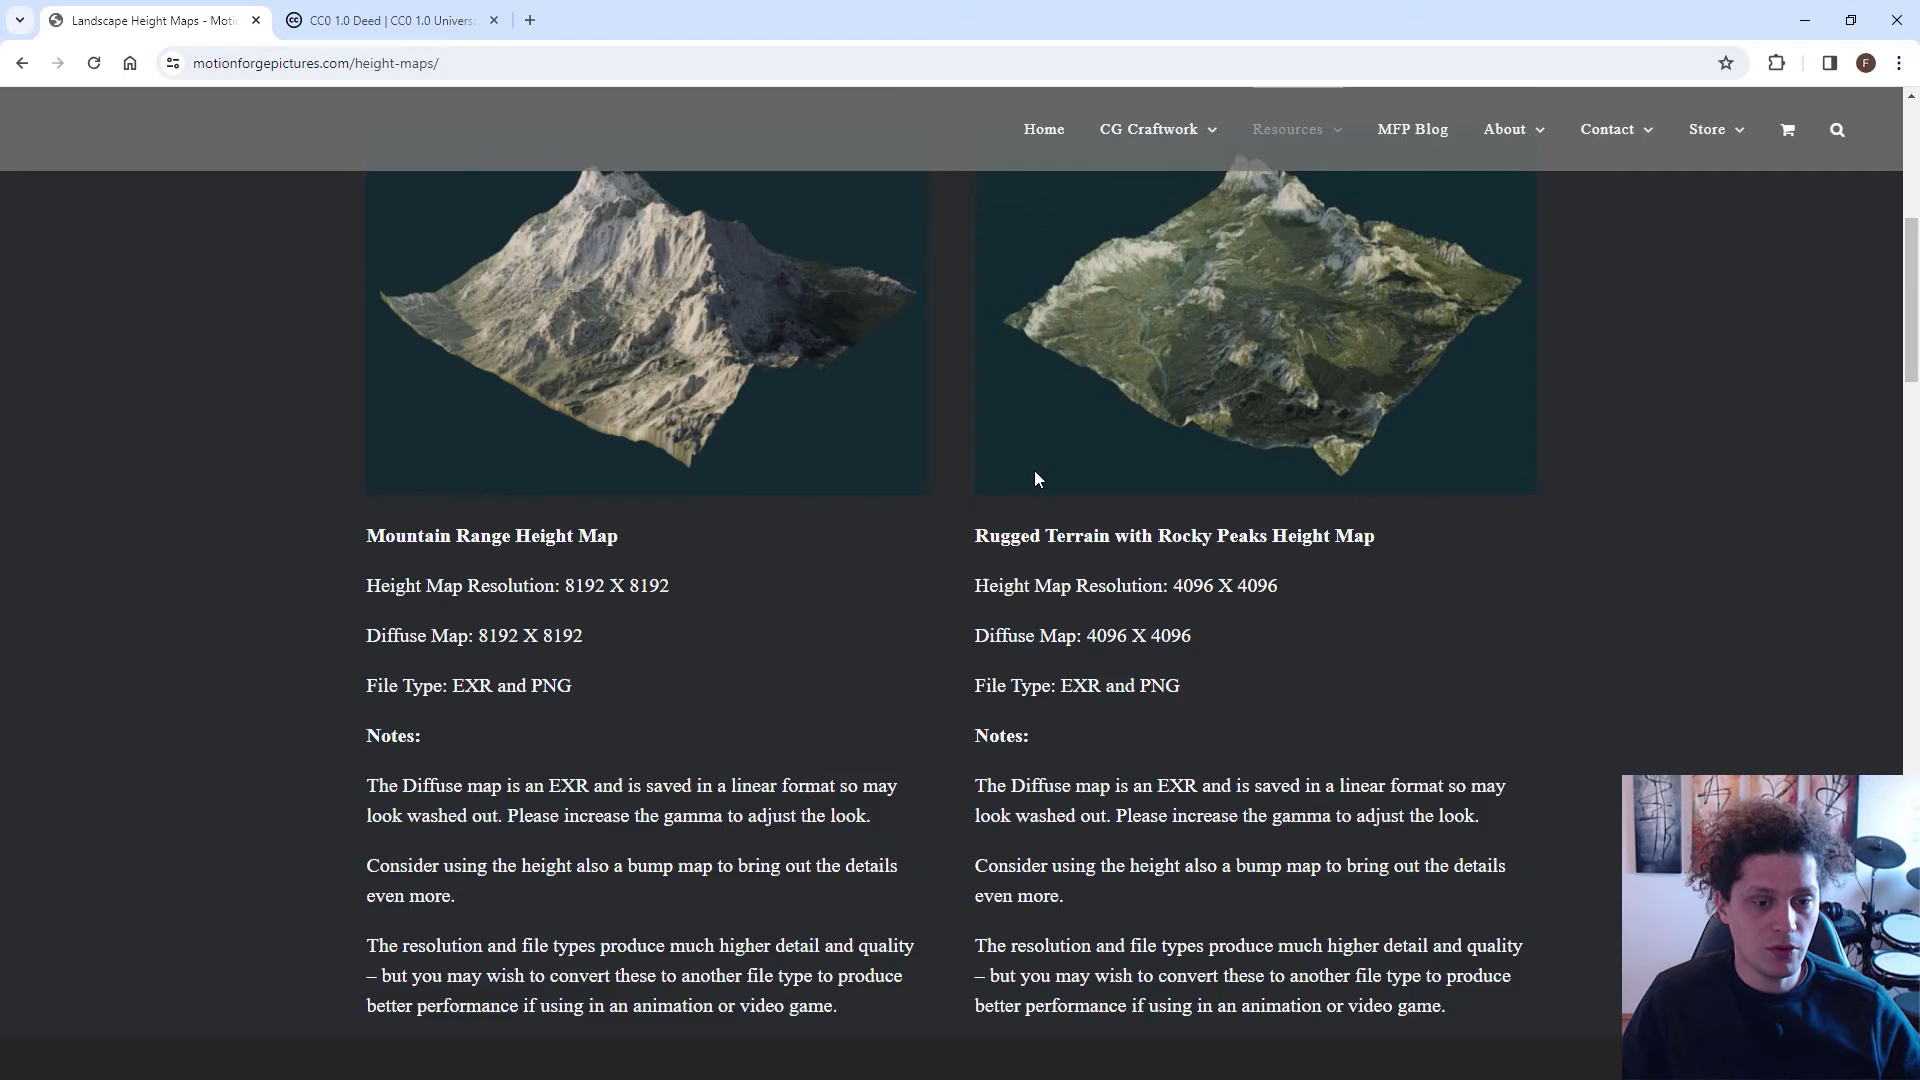 Landscape Height Maps - Moti
CC0 1.0 Deed | CC0 1.0 Univers
motionforgepictures.com/height-maps/
F
Home
CG Craftwork
Resources
MFP Blog
About
Contact
Store
Mountain Range Height Map
Height Map Resolution: 8192 X 8192
Diffuse Map: 8192 X 8192
File Type: EXR and PNG
Notes:
The Diffuse map is an EXR and is saved in a linear format so may
look washed out. Please increase the gamma to adjust the look.
Consider using the height also a bump map to bring out the details
even more.
The resolution and file types produce much higher detail and quality
– but you may wish to convert these to another file type to produce
better performance if using in an animation or video game.
Rugged Terrain with Rocky Peaks Height Map
Height Map Resolution: 4096 X 4096
Diffuse Map: 4096 X 4096
File Type: EXR and PNG
Notes:
The Diffuse map is an EXR and is saved in a linear format so may
look washed out. Please increase the gamma to adjust the look.
Consider using the height also a bump map to bring out the details
even more.
The resolution and file types produce much higher detail and quality
– but you may wish to convert these to another file type to produce
better performance if using in an animation or video game.